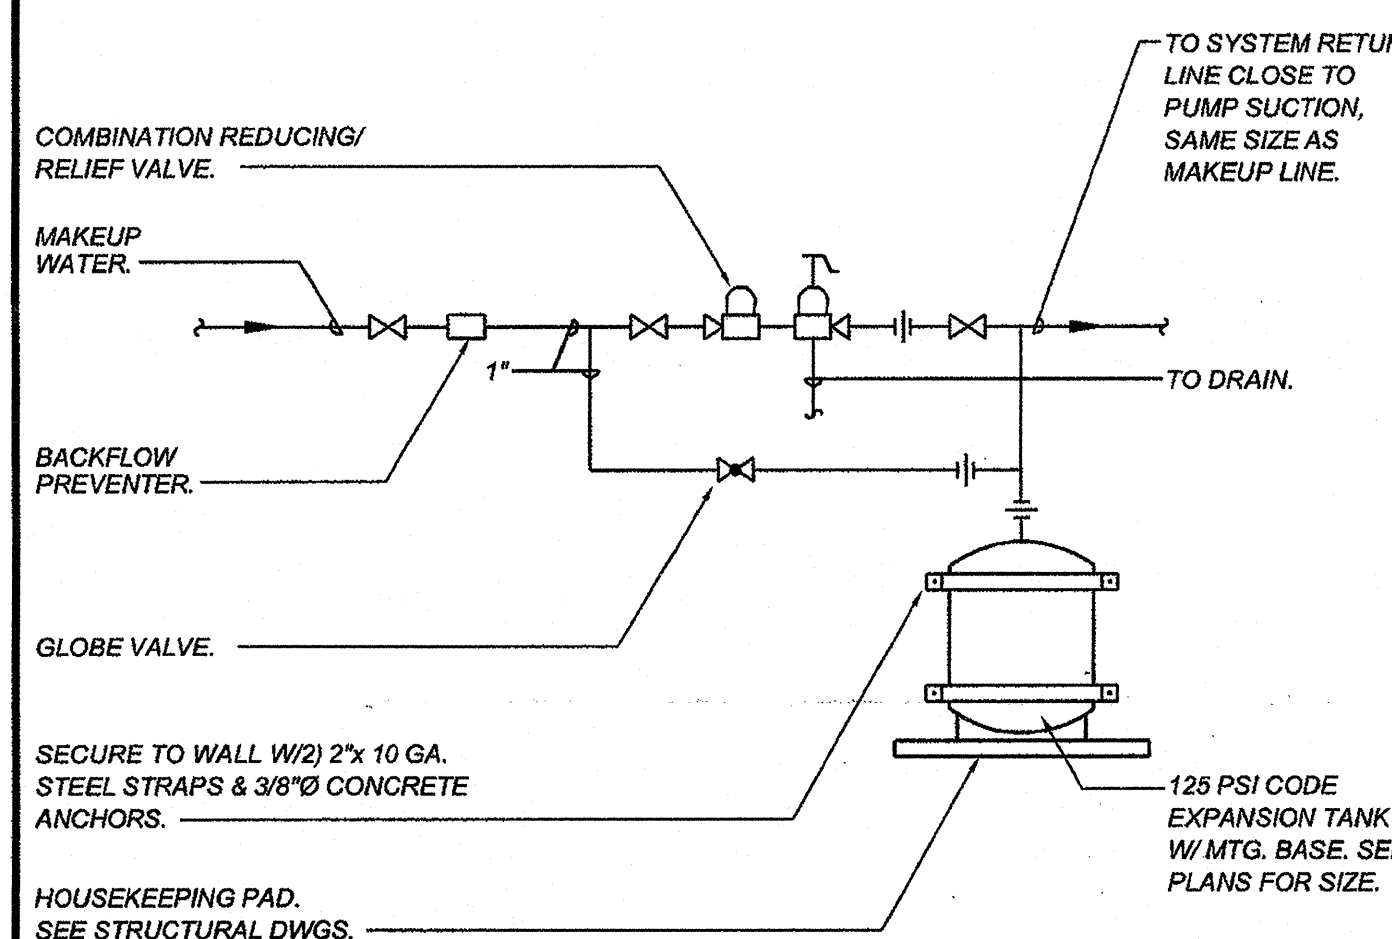 TO SYSTEM
LINE CLOSE TO
PUMP SUCTION,
SAME SIZE AS
MAKEUP LINE.
COMBINATION REDUCING/
RELIEF VALVE.
MAKEUP
WATER.
1"
TO DRAIN.
BACKFLOW
PREVENTER.
GLOBE VALVE.
SECURE TO WALL W/2) 2"x 10 GA.
STEEL STRAPS & 3/8"Ø CONCRETE
ANCHORS.
125 PSI CODE
EXPANSION TANK
W/ MTG. BASE.
PLANS FOR SIZE.
HOUSEKEEPING PAD.
SEE STRUCTURAL DWGS.